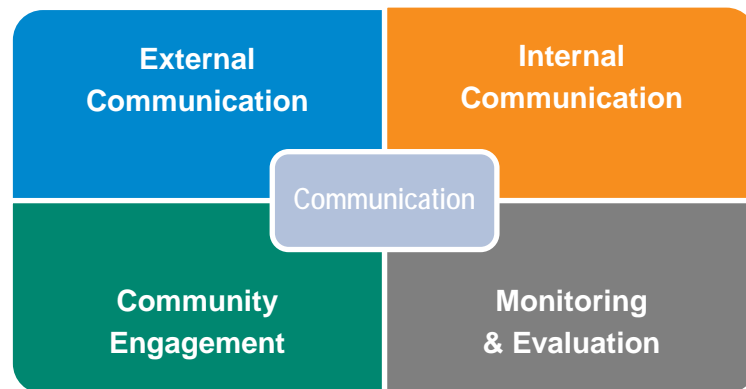 External
Communication
Internal
Communication
Communication
Community
Engagement
Monitoring
& Evaluation